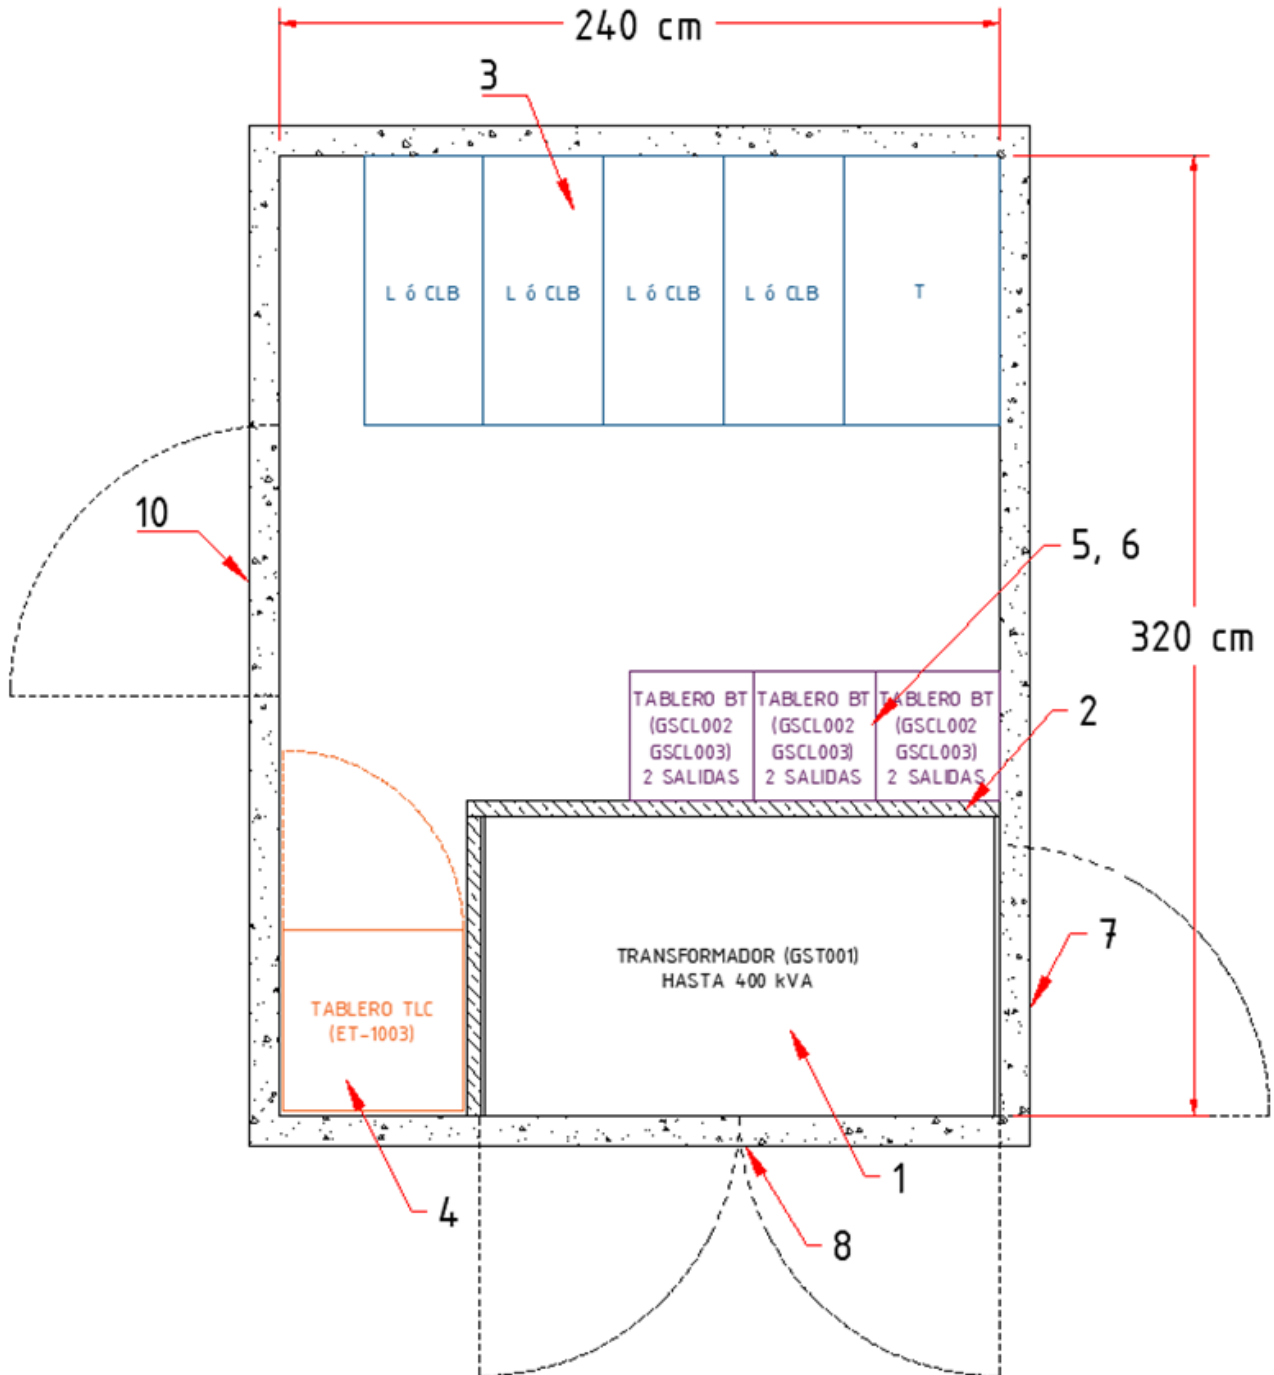 240 cm
3
L ó CLB
L ó CLB
L ó CLB
L ó CLB
T
10
5, 6
320 cm
TABLERO BT
(GSCL002
GSCL003)
2 SALIDAS
TABLERO BT
(GSCL002
GSCL003)
2 SALIDAS
TABLERO BT
(GSCL002
GSCL003)
2 SALIDAS
2
7
TRANSFORMADOR (GST001)
HASTA 400 kVA
TABLERO TLC
(ET-1003)
1
4
8